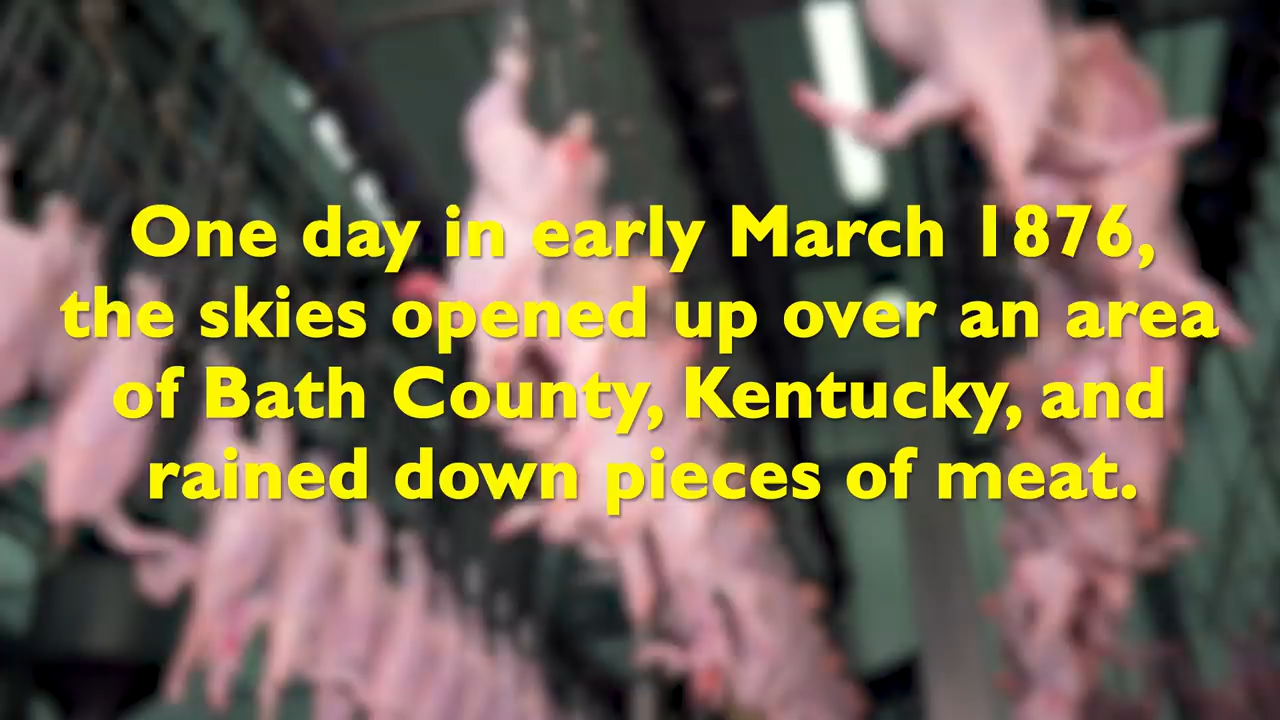 One day in early March 1876,
the skies opened up over an area
of Bath County, Kentucky, and
rained down pieces of meat.